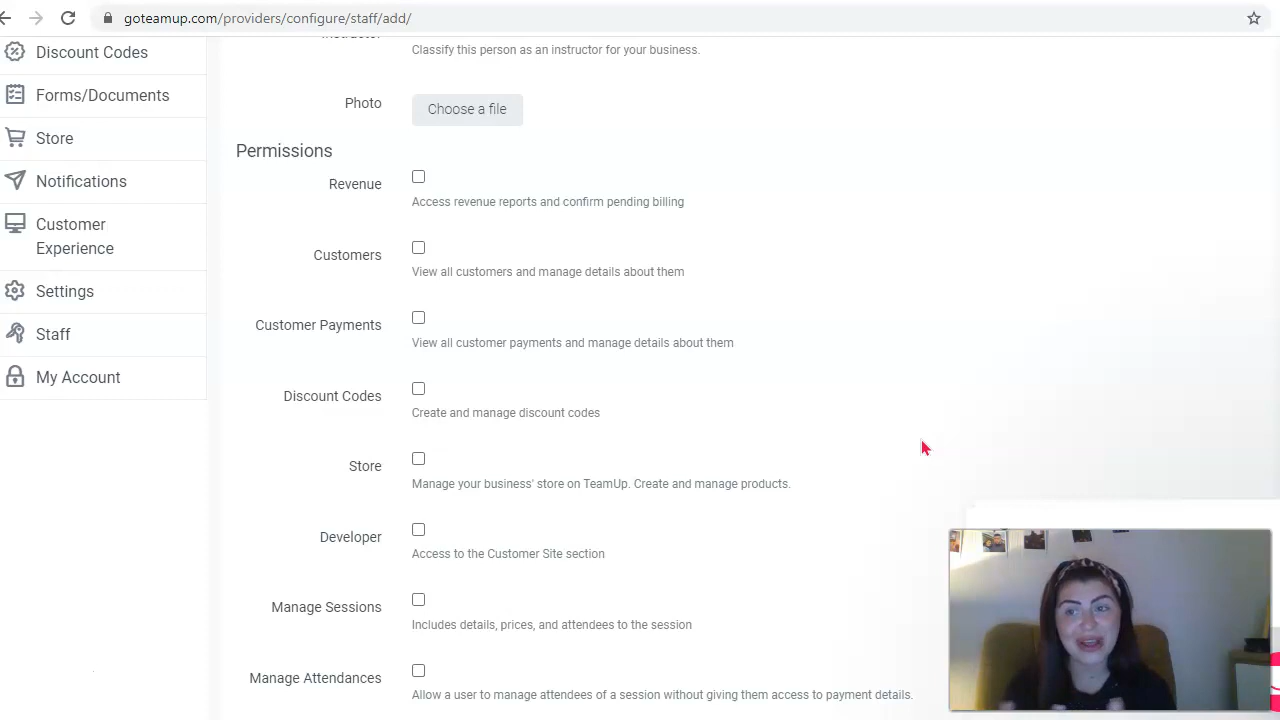 goteamup.com/providers/configure/staff/add/
Discount Codes
Forms/Documents
Store
Notifications
Customer
Experience
Settings
Staff
My Account
Instructor
Classify this person as an instructor for your business.
Photo
Choose a file
Permissions
Revenue
Access revenue reports and confirm pending billing
Customers
View all customers and manage details about them
Customer Payments
View all customer payments and manage details about them
Discount Codes
Create and manage discount codes
Store
Manage your business' store on TeamUp. Create and manage products.
Developer
Access to the Customer Site section
Manage Sessions
Includes details, prices, and attendees to the session
Manage Attendances
Allow a user to manage attendees of a session without giving them access to payment details.